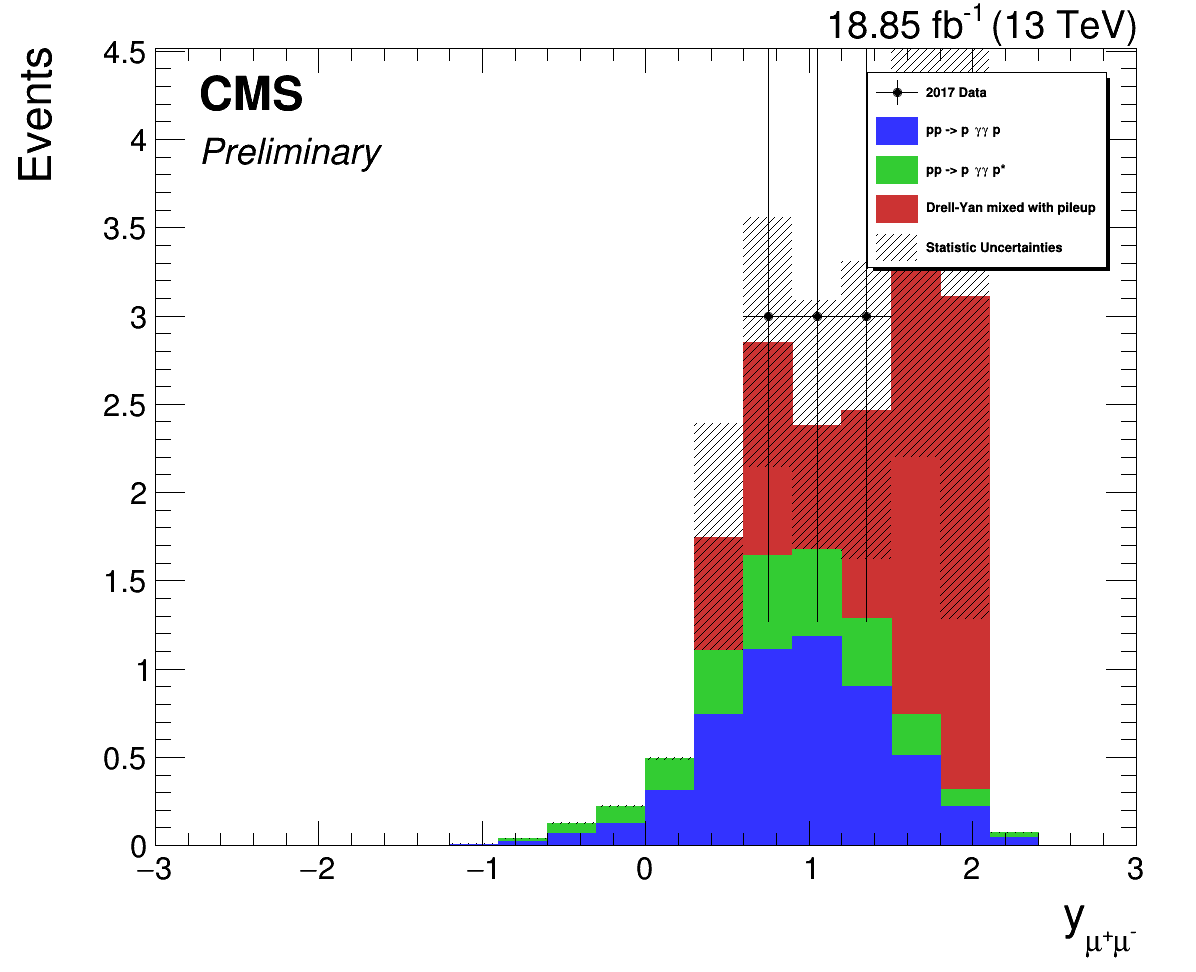 18.85 fb⁻¹ (13 TeV)
Events
CMS
Preliminary
2017 Data
pp -> p γγ p
pp -> p γγ p*
Drell-Yan mixed with pileup
Statistic Uncertainties
4.5
4
3.5
3
2.5
2
1.5
1
0.5
0
−3 −2 −1 0 1 2 3
y μ⁺μ⁻